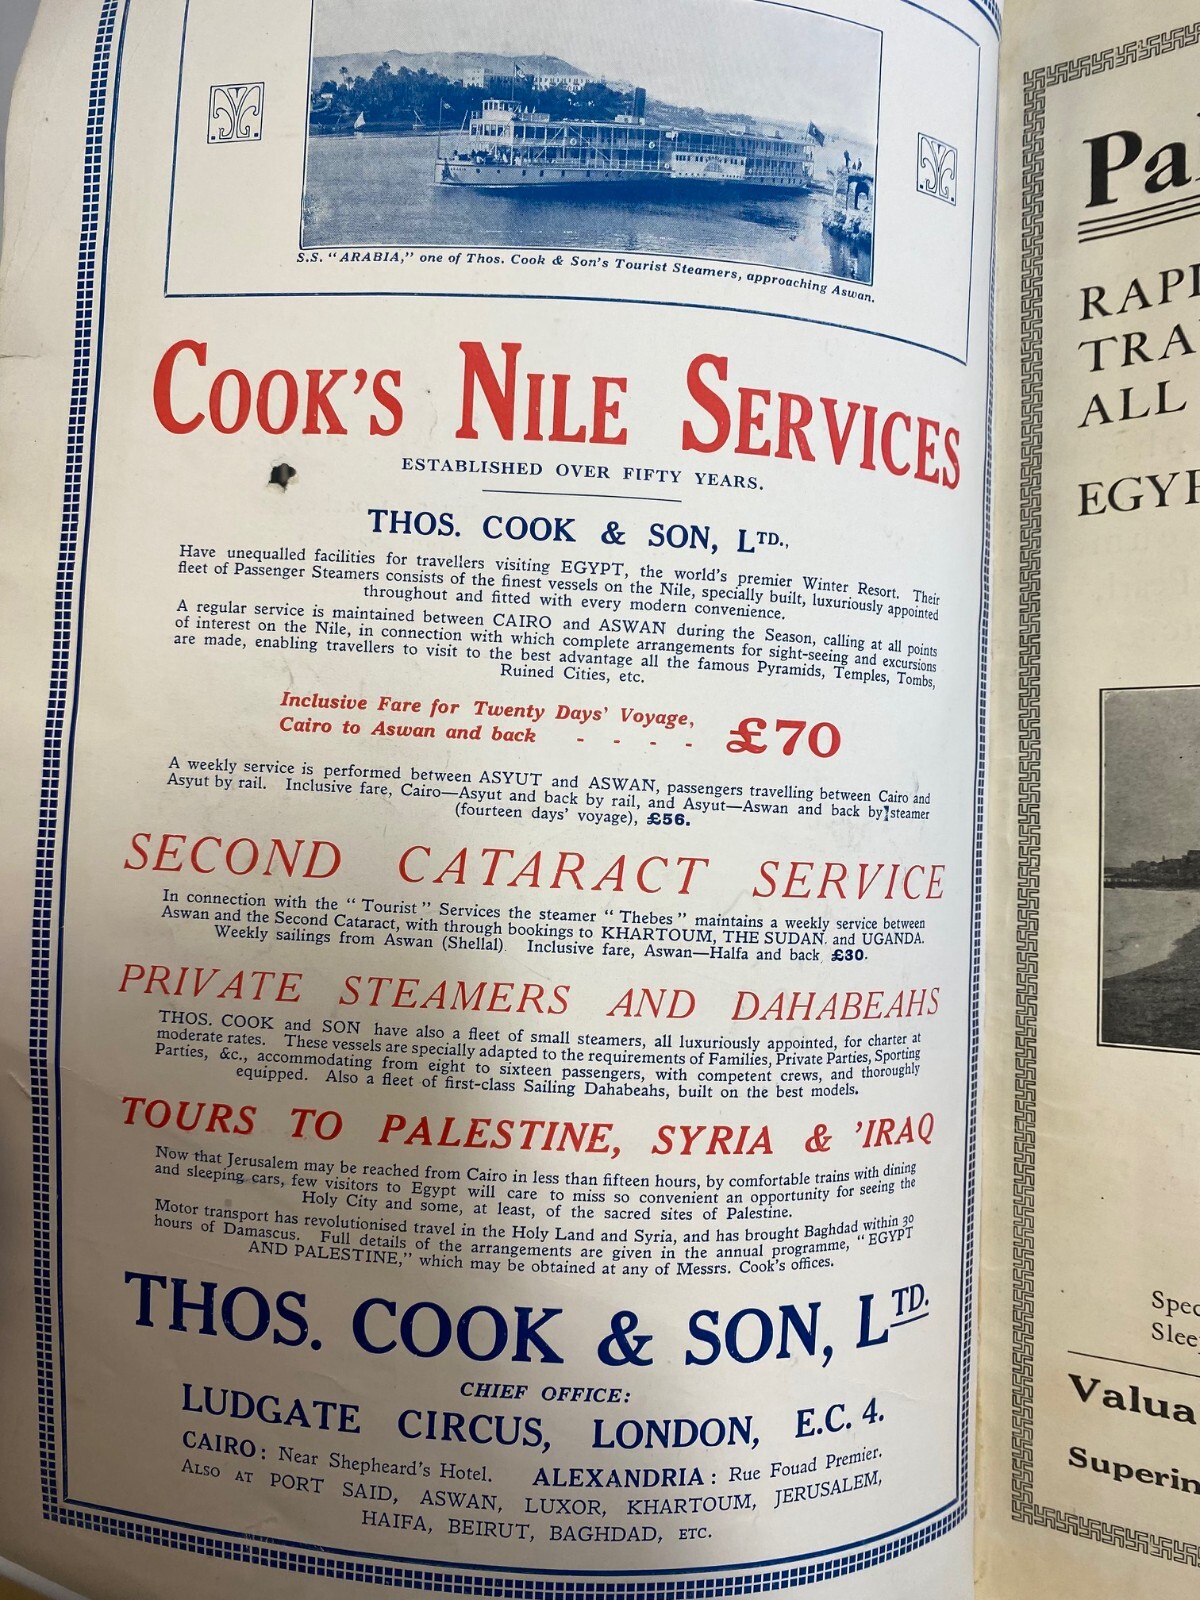 S.S. "ARABIA," one of Thos. Cook & Son's Tourist Steamers, approaching Aswan.
COOK'S NILE SERVICES
ESTABLISHED OVER FIFTY YEARS.
THOS. COOK & SON, LTD.,
Have unequalled facilities for travellers visiting EGYPT, the world's premier Winter Resort. Their
fleet of Passenger Steamers consists of the finest vessels on the Nile, specially built, luxuriously appointed
throughout and fitted with every modern convenience.
A regular service is maintained between CAIRO and ASWAN during the Season, calling at all points
of interest on the Nile, in connection with which complete arrangements for sight-seeing and excursions
are made, enabling travellers to visit to the best advantage all the famous Pyramids, Temples, Tombs,
Ruined Cities, etc.
Inclusive Fare for Twenty Days' Voyage,
Cairo to Aswan and back - - - - £70
A weekly service is performed between ASYUT and ASWAN, passengers travelling between Cairo and
Asyut by rail. Inclusive fare, Cairo—Asyut and back by rail, and Asyut—Aswan and back by steamer
(fourteen days' voyage), £56.
SECOND CATARACT SERVICE
In connection with the "Tourist" Services the steamer "Thebes" maintains a weekly service between
Aswan and the Second Cataract, with through bookings to KHARTOUM, THE SUDAN and UGANDA.
Weekly sailings from Aswan (Shellal). Inclusive fare, Aswan—Halfa and back £30.
PRIVATE STEAMERS AND DAHABEAHS
THOS. COOK and SON have also a fleet of small steamers, all luxuriously appointed, for charter at
moderate rates. These vessels are specially adapted to the requirements of Families, Private Parties, Sporting
Parties, &c., accommodating from eight to sixteen passengers, with competent crews, and thoroughly
equipped. Also a fleet of first-class Sailing Dahabeahs, built on the best models.
TOURS TO PALESTINE, SYRIA & 'IRAQ
Now that Jerusalem may be reached from Cairo in less than fifteen hours, by comfortable trains with dining
and sleeping cars, few visitors to Egypt will care to miss so convenient an opportunity for seeing the
Holy City and some, at least, of the sacred sites of Palestine.
Motor transport has revolutionised travel in the Holy Land and Syria, and has brought Baghdad within 30
hours of Damascus. Full details of the arrangements are given in the annual programme, "EGYPT
AND PALESTINE," which may be obtained at any of Messrs. Cook's offices.
THOS. COOK & SON, LTD.
CHIEF OFFICE:
LUDGATE CIRCUS, LONDON, E.C. 4.
CAIRO: Near Shepheard's Hotel. ALEXANDRIA: Rue Fouad Premier.
ALSO AT PORT SAID, ASWAN, LUXOR, KHARTOUM, JERUSALEM,
HAIFA, BEIRUT, BAGHDAD, ETC.
RAPI
TRA
ALL
Spec
Slee
Valua
Superin